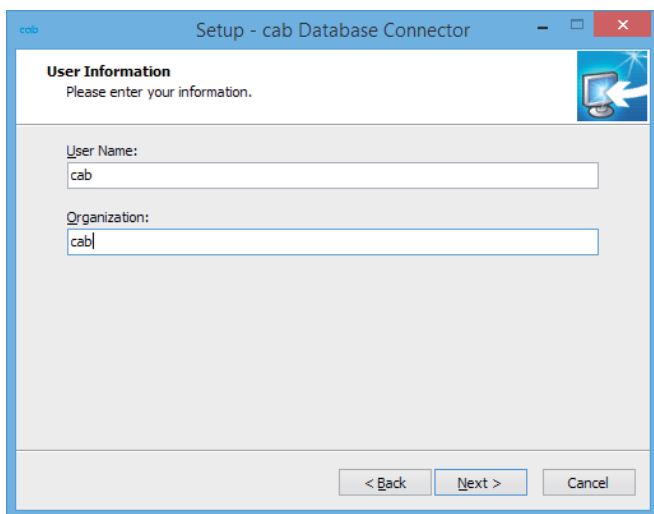 cab
Setup - cab Database Connector
User Information
Please enter your information.
User Name:
cab
Organization:
cab
< Back Next > Cancel